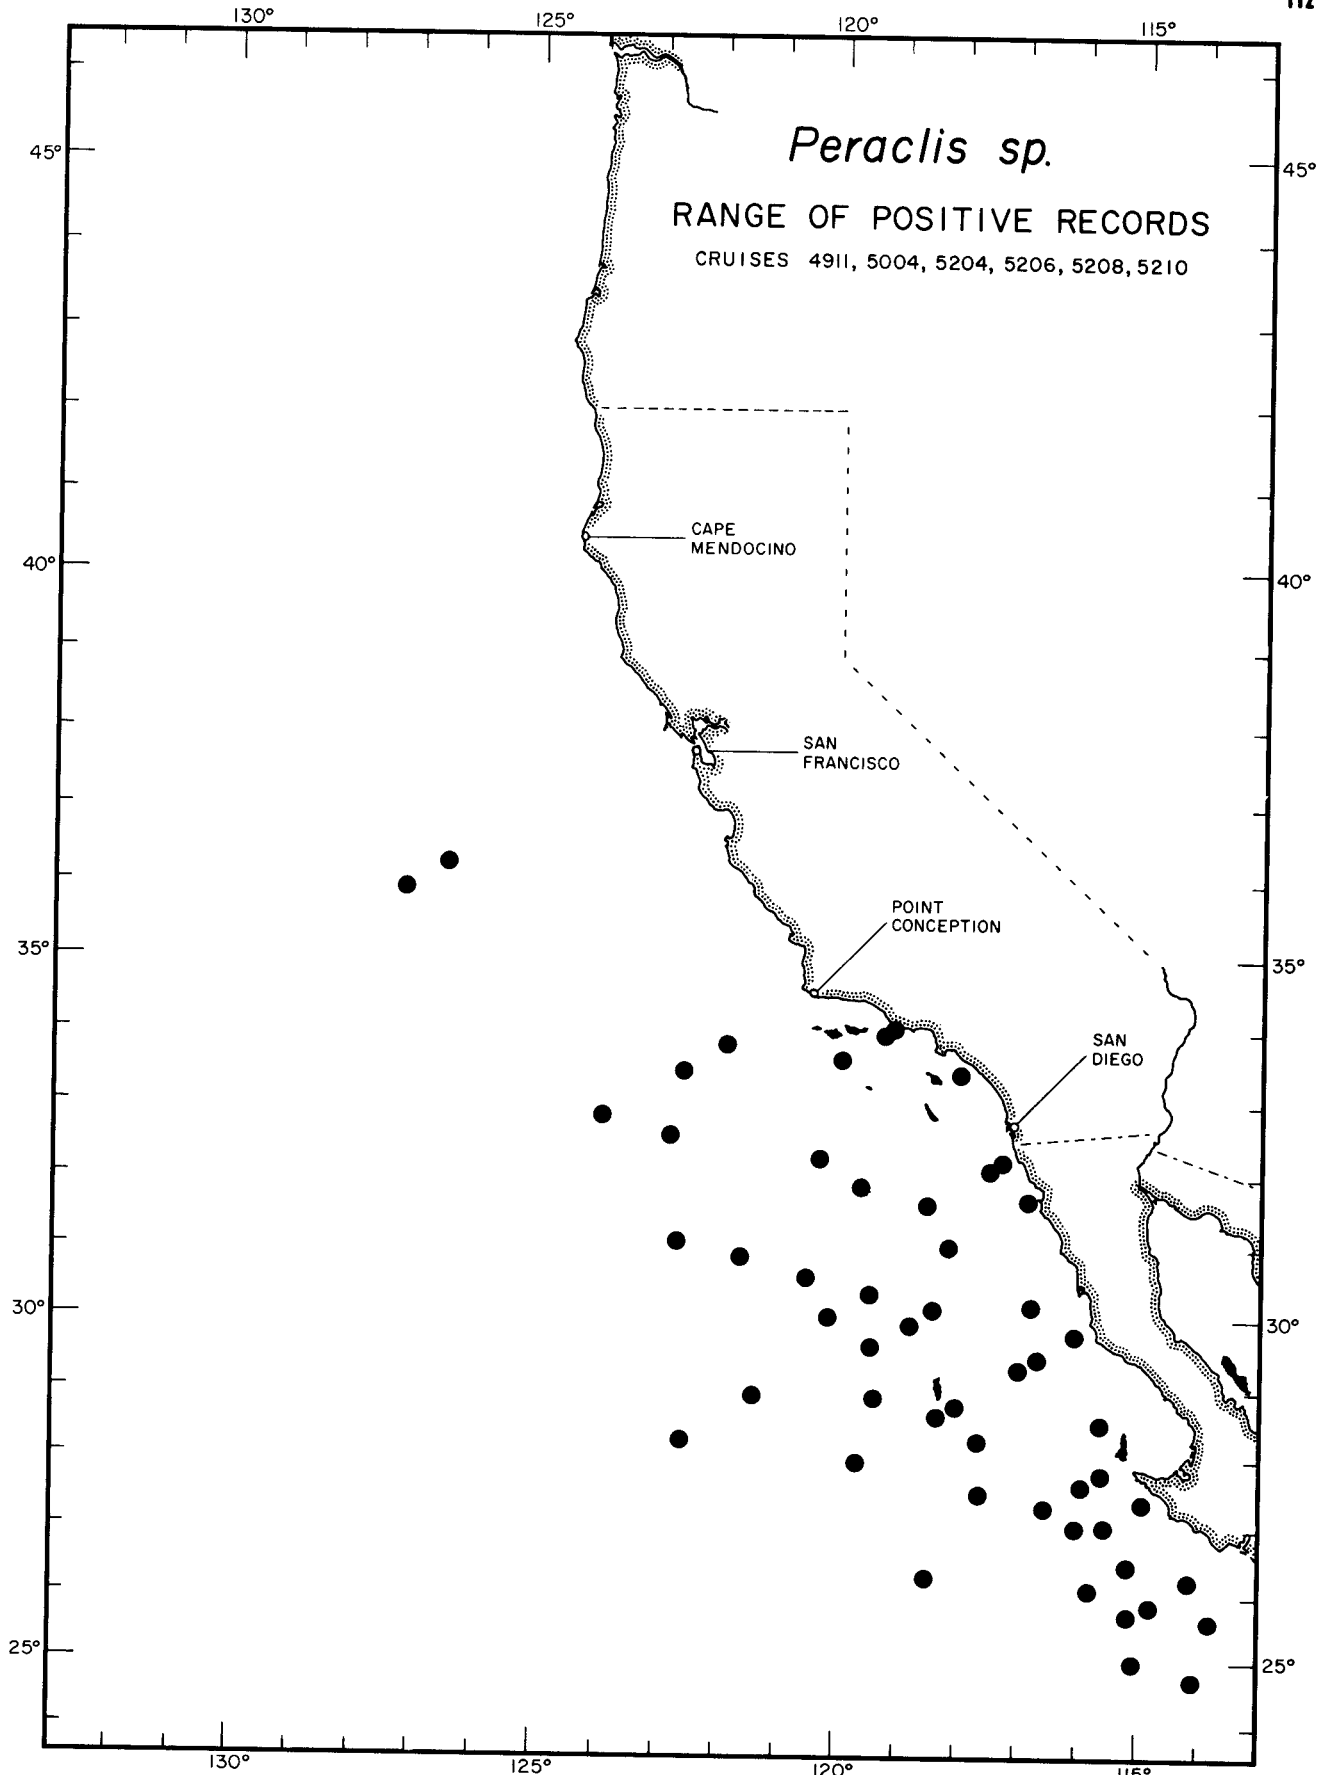 112
130°
125°
120°
115°
45°
45°
Peraclis sp.
RANGE OF POSITIVE RECORDS
CRUISES 4911, 5004, 5204, 5206, 5208, 5210
CAPE
MENDOCINO
40°
40°
SAN
FRANCISCO
POINT
CONCEPTION
35°
35°
SAN
DIEGO
30°
30°
25°
25°
130°
125°
120°
115°